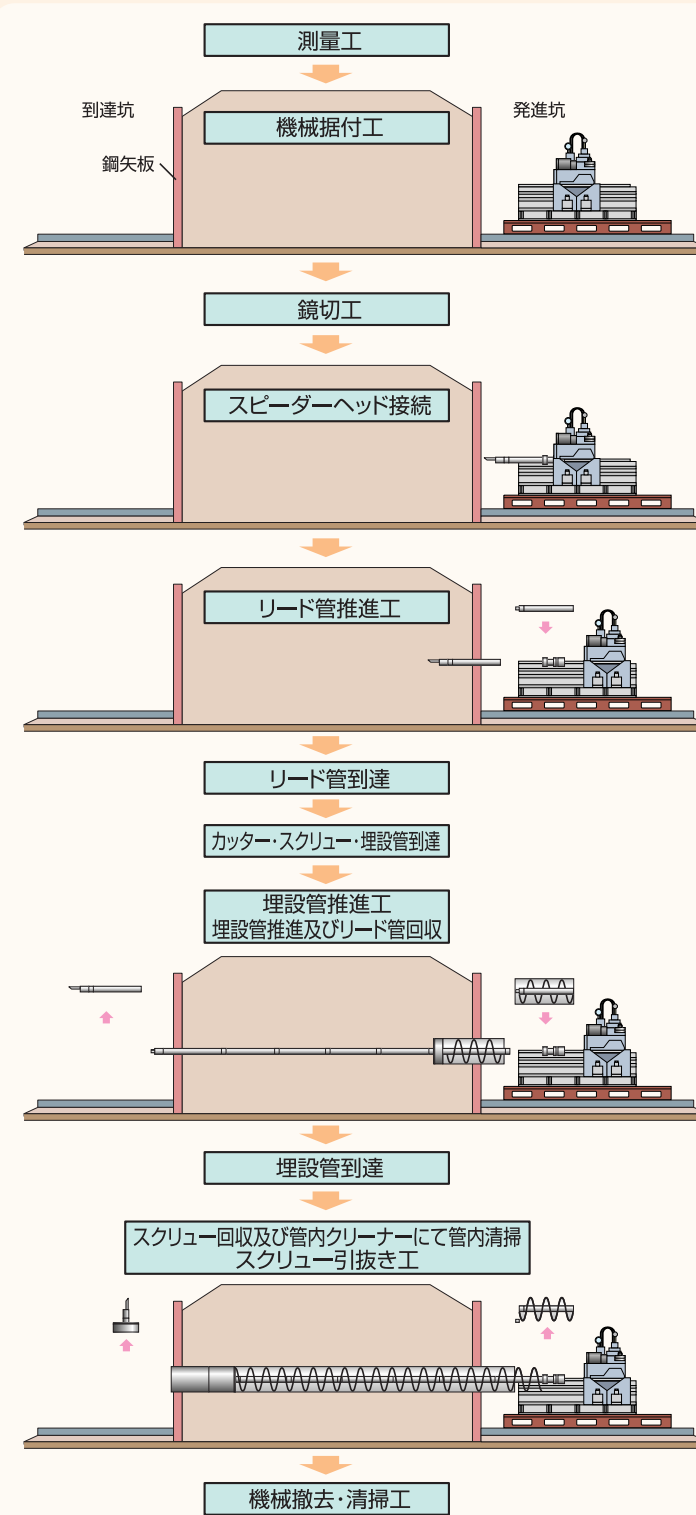 測量工
到達坑
機械据付工
発進坑
鋼矢板
鏡切工
スピーダーヘッド接続
リード管推進工
リード管到達
カッター・スクリュー・埋設管到達
埋設管推進工
埋設管推進及びリード管回収
埋設管到達
スクリュー回収及び管内クリーナーにて管内清掃
スクリュー引抜き工
機械撤去・清掃工